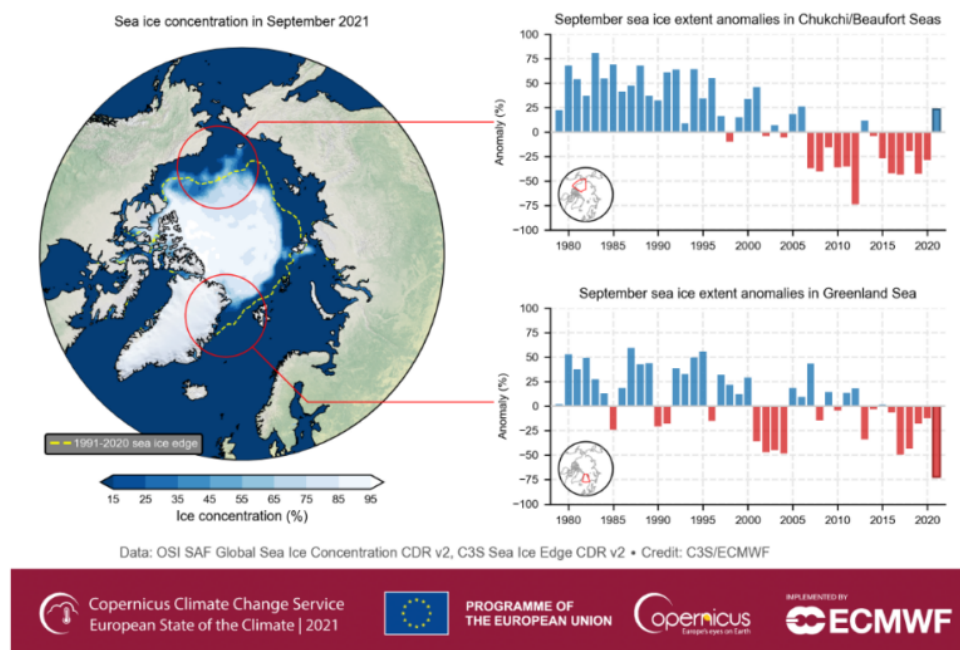 Sea ice concentration in September 2021
1991-2020 sea ice edge
15 25 35 45 55 65 75 85 95
Ice concentration (%)
September sea ice extent anomalies in Chukchi/Beaufort Seas
Anomaly (%)
100
75
50
25
0
−25
−50
−75
−100
1980 1985 1990 1995 2000 2005 2010 2015 2020
September sea ice extent anomalies in Greenland Sea
Anomaly (%)
100
75
50
25
0
−25
−50
−75
−100
1980 1985 1990 1995 2000 2005 2010 2015 2020
Data: OSI SAF Global Sea Ice Concentration CDR v2, C3S Sea Ice Edge CDR v2 • Credit: C3S/ECMWF
Copernicus Climate Change Service
European State of the Climate | 2021
PROGRAMME OF
THE EUROPEAN UNION
Copernicus
Europe's eyes on Earth
IMPLEMENTED BY
ECMWF